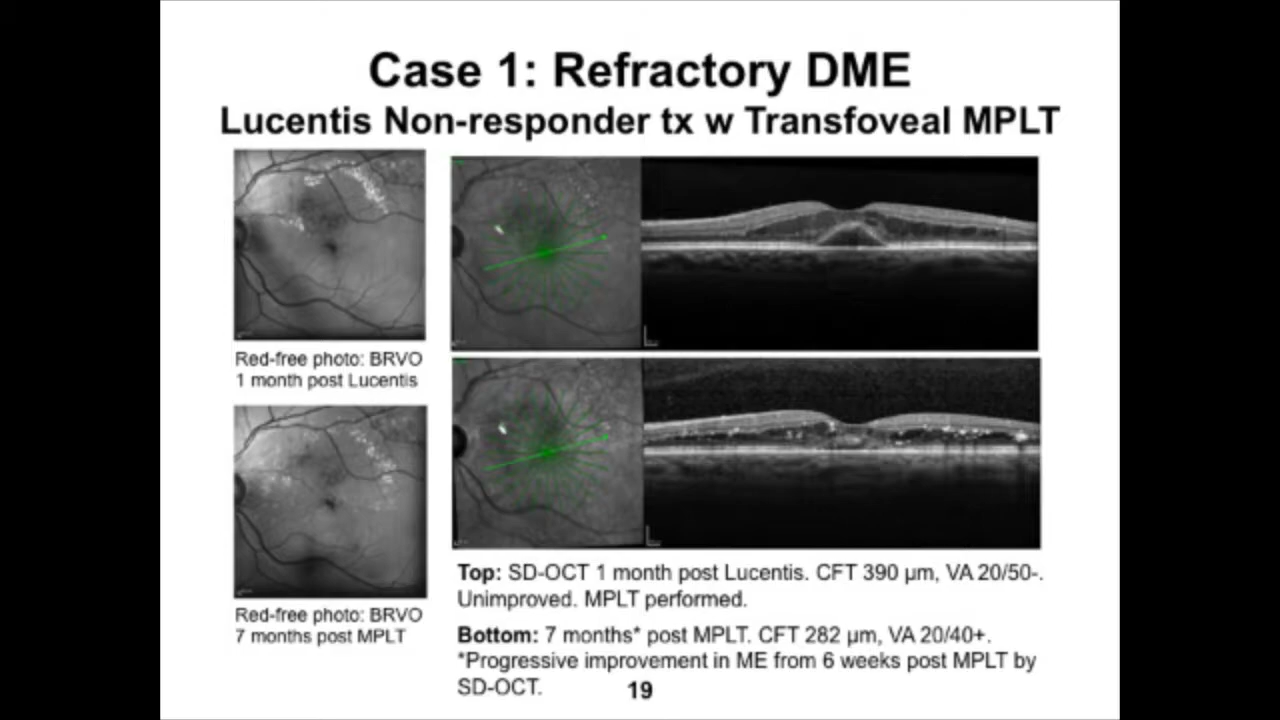 Case 1: Refractory DME
Lucentis Non-responder tx w Transfoveal MPLT
Red-free photo: BRVO
1 month post Lucentis
Red-free photo: BRVO
7 months post MPLT
Top: SD-OCT 1 month post Lucentis. CFT 390 µm, VA 20/50-.
Unimproved. MPLT performed.
Bottom: 7 months* post MPLT. CFT 282 µm, VA 20/40+.
*Progressive improvement in ME from 6 weeks post MPLT by
SD-OCT.
19